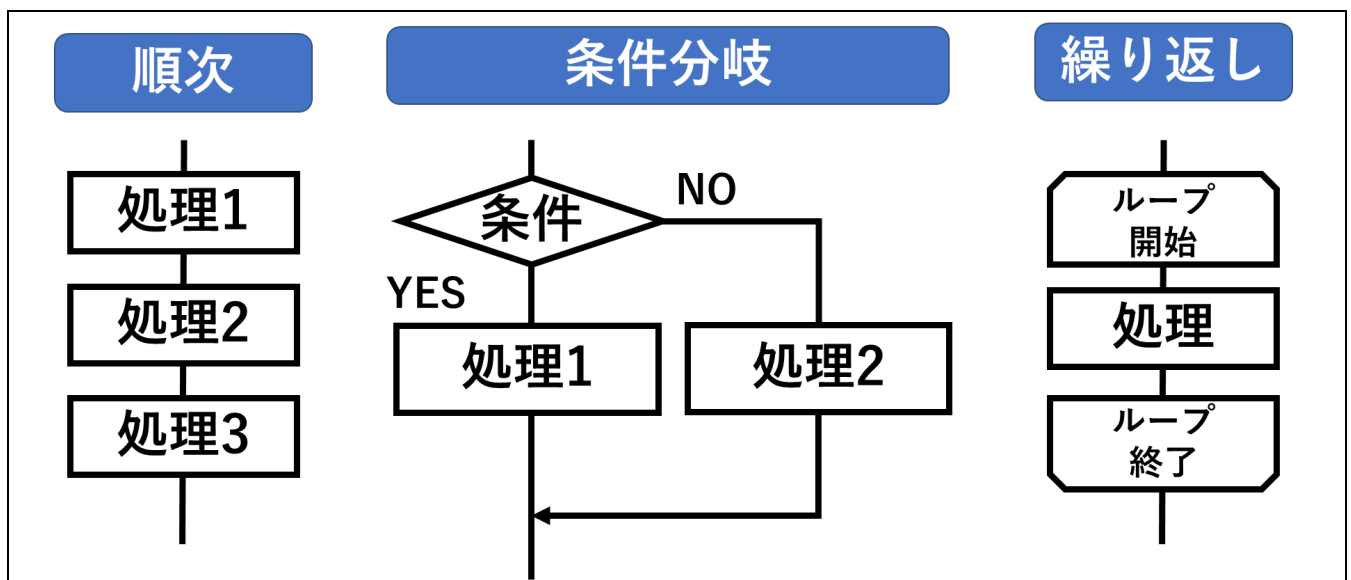 順次
処理1
処理2
処理3
条件分岐
条件
NO
YES
処理1
処理2
繰り返し
ループ
開始
処理
ループ
終了